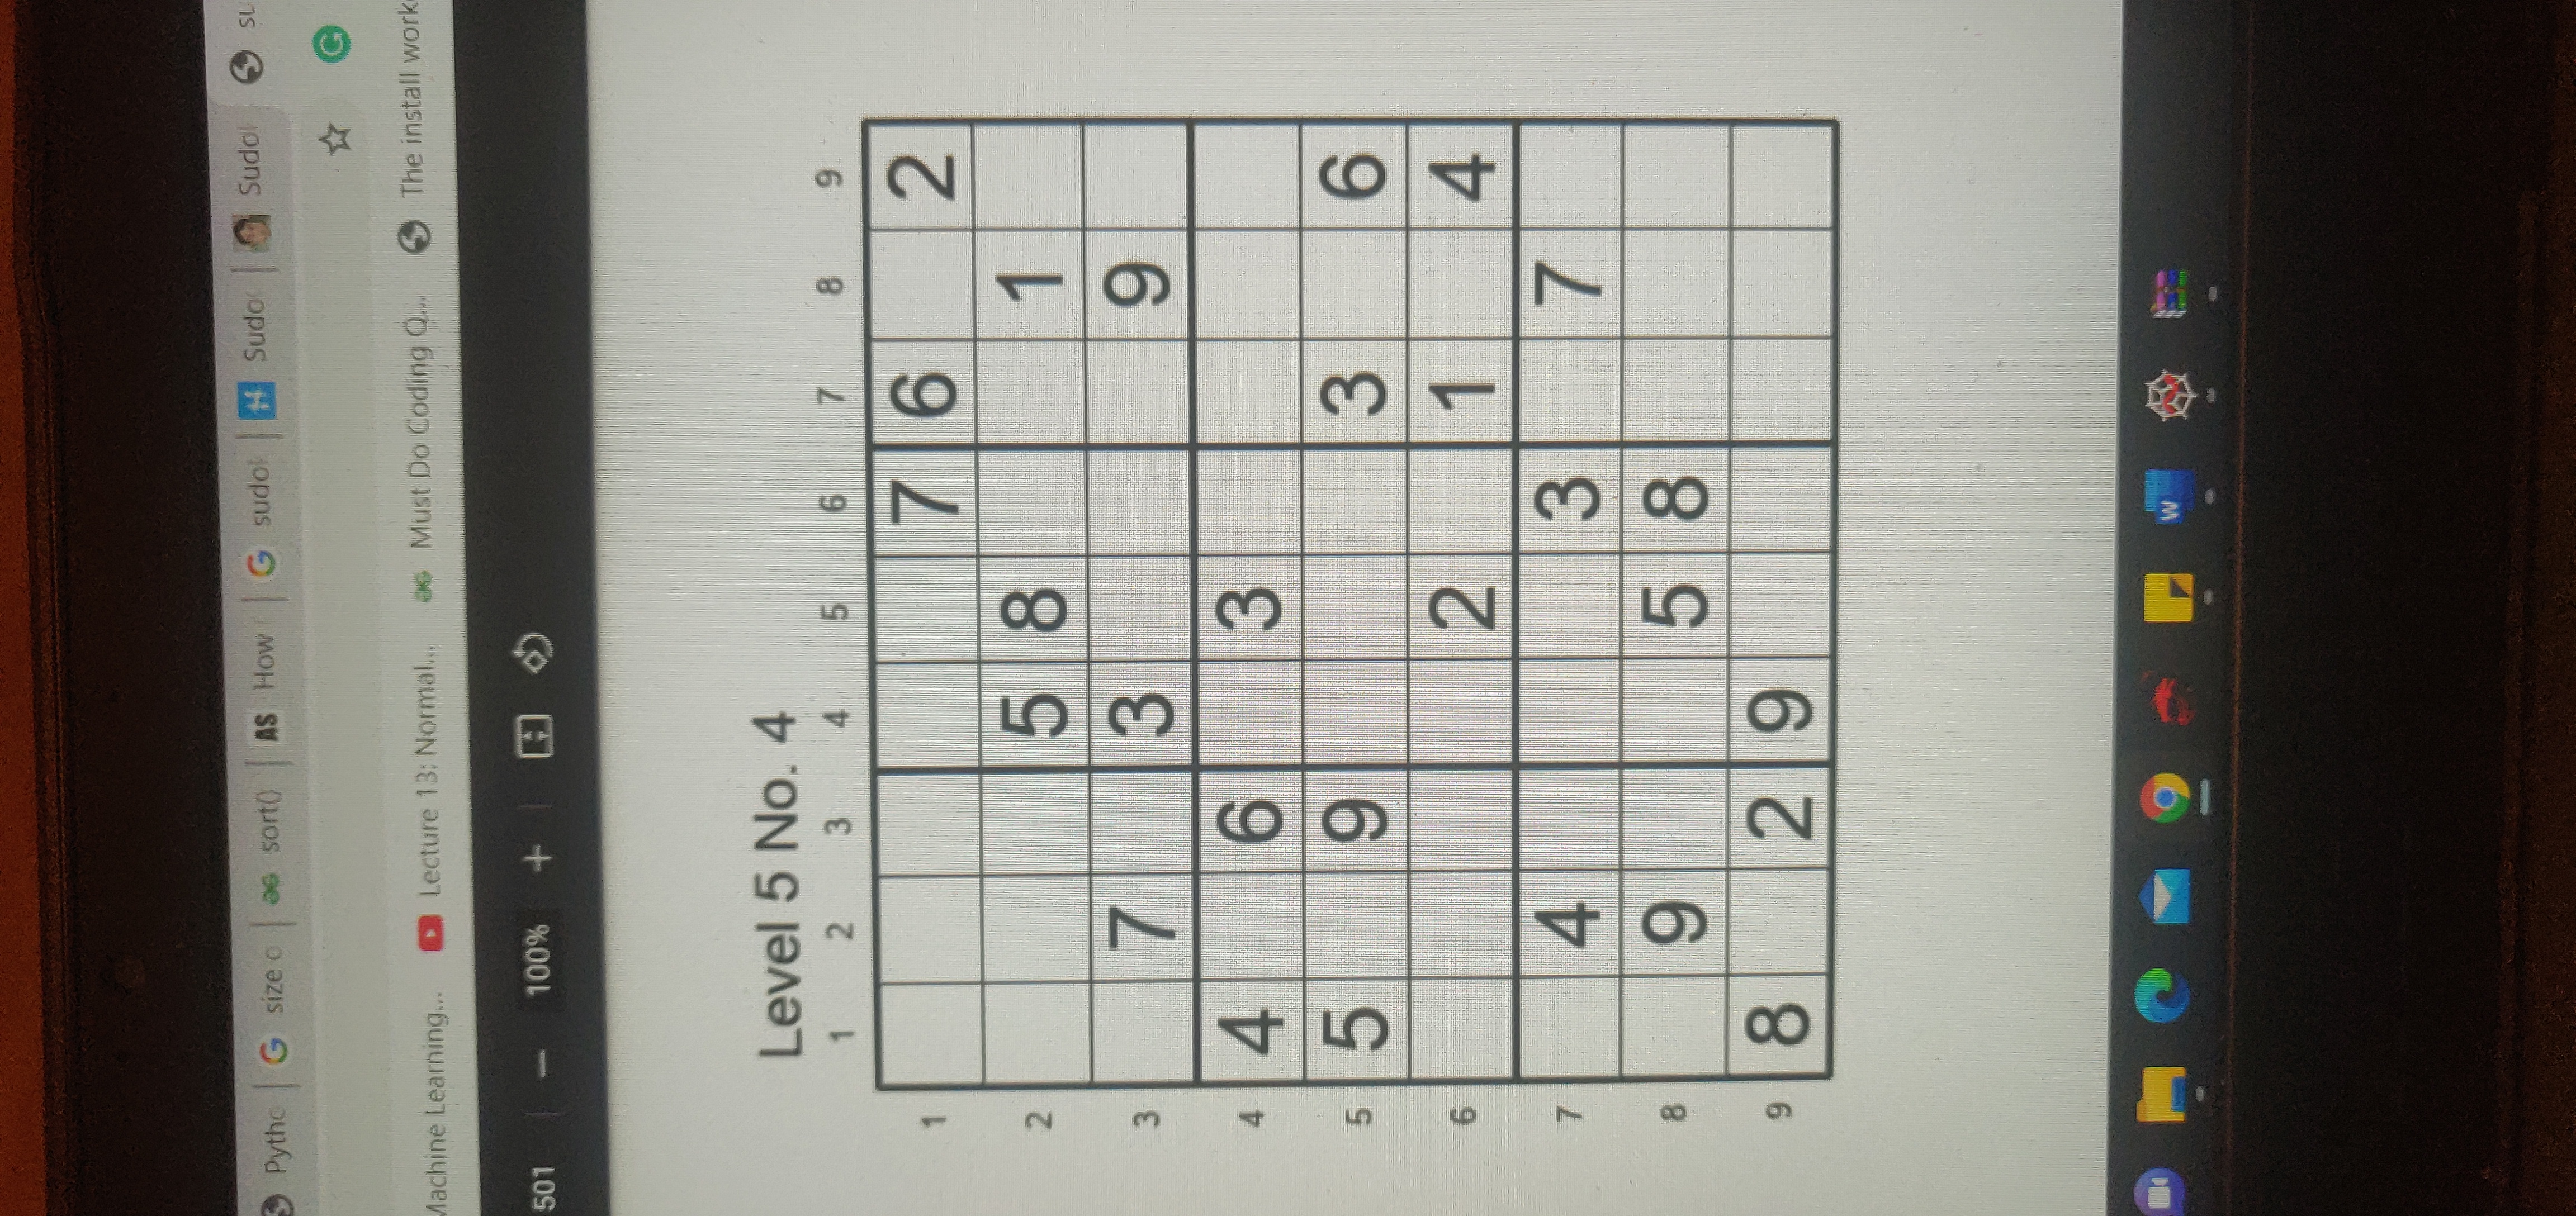 Pytho size o sort() AS How sudok Sudo Sudol su
Machine Learning... Lecture 13: Normal... Must Do Coding Q... The install work
501 − 100% +
Level 5 No. 4
1 2 3 4 5 6 7 8 9
1 7 6 2
2 5 8 1
3 7 3 9
4 4 6 3
5 5 9 3 6
6 2 1 4
7 4 3 7
8 9 5 8
9 8 2 9